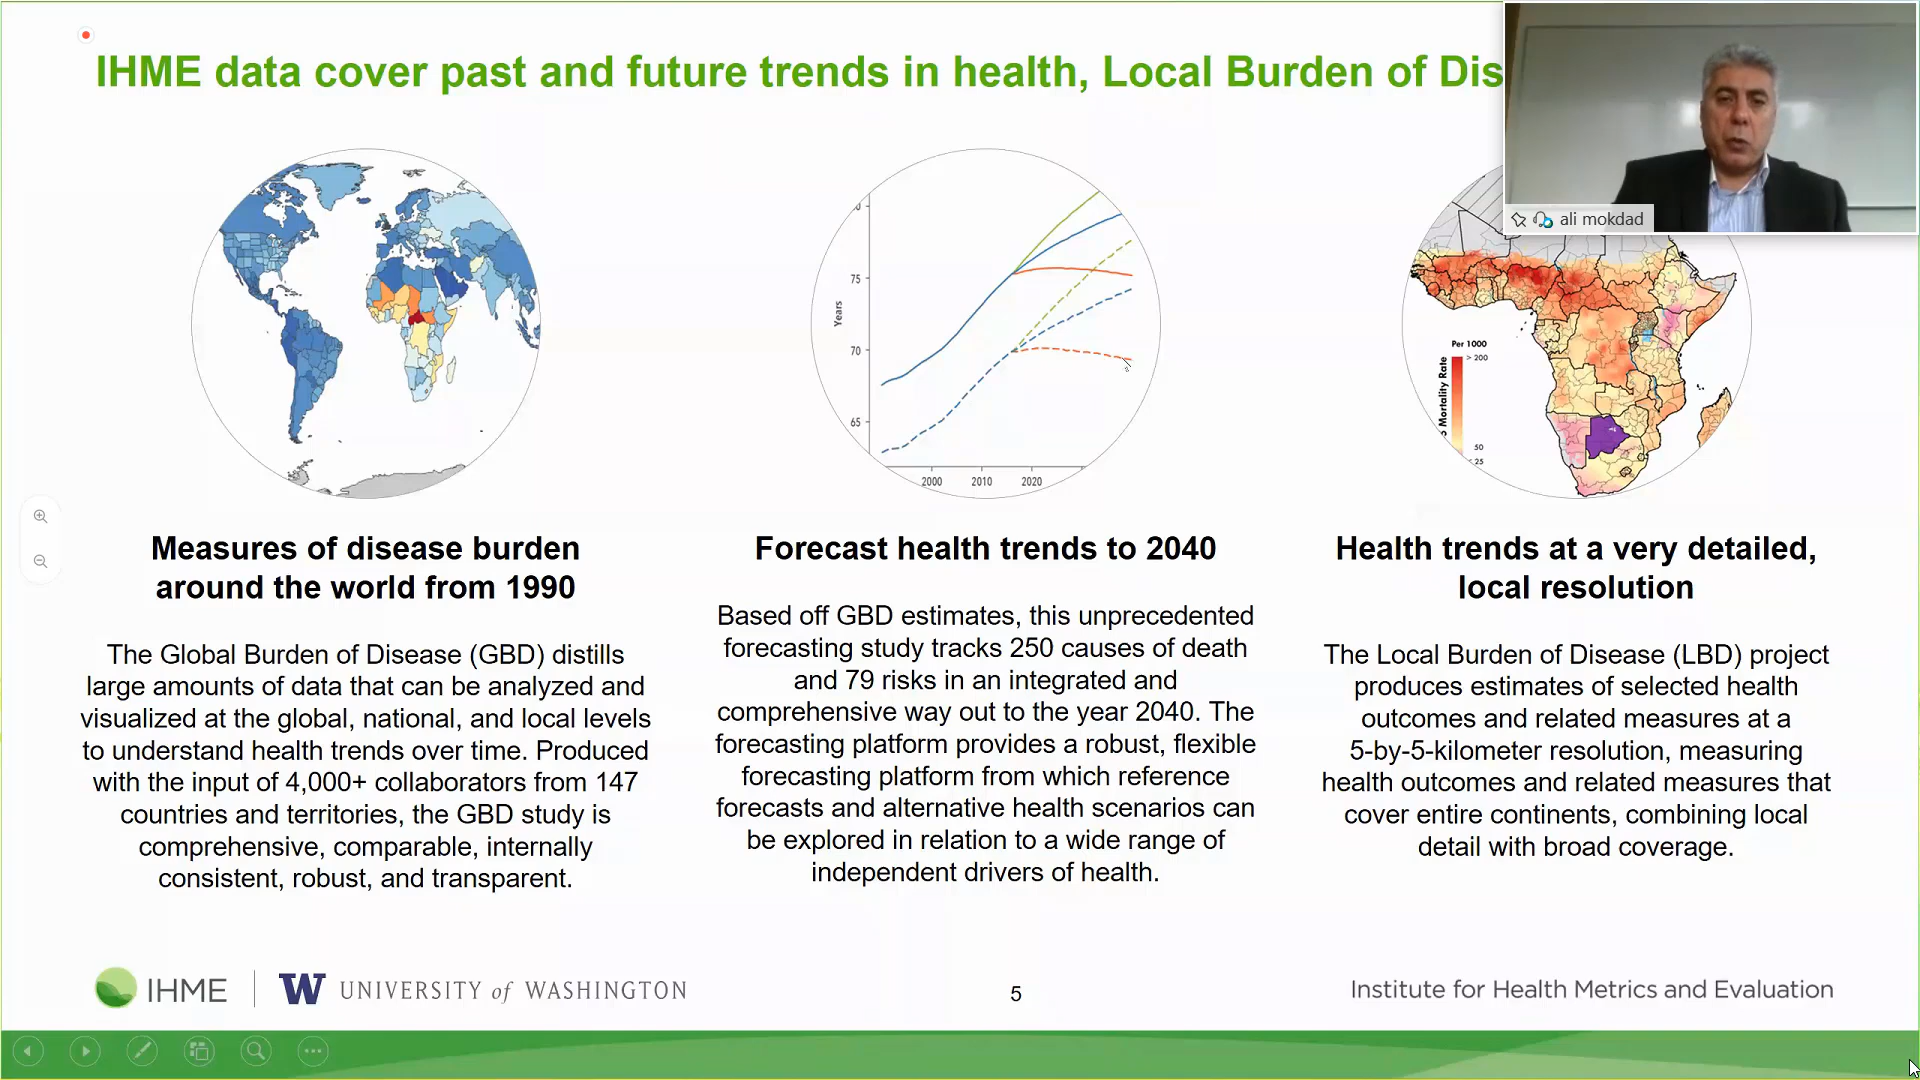 IHME data cover past and future trends in health, Local Burden of Dis
ali mokdad
Years
75
70
65
2000
2010
2020
Per 1000
> 200
50
25
Mortality Rate
Measures of disease burden
around the world from 1990
The Global Burden of Disease (GBD) distills
large amounts of data that can be analyzed and
visualized at the global, national, and local levels
to understand health trends over time. Produced
with the input of 4,000+ collaborators from 147
countries and territories, the GBD study is
comprehensive, comparable, internally
consistent, robust, and transparent.
Forecast health trends to 2040
Based off GBD estimates, this unprecedented
forecasting study tracks 250 causes of death
and 79 risks in an integrated and
comprehensive way out to the year 2040. The
forecasting platform provides a robust, flexible
forecasting platform from which reference
forecasts and alternative health scenarios can
be explored in relation to a wide range of
independent drivers of health.
Health trends at a very detailed,
local resolution
The Local Burden of Disease (LBD) project
produces estimates of selected health
outcomes and related measures at a
5-by-5-kilometer resolution, measuring
health outcomes and related measures that
cover entire continents, combining local
detail with broad coverage.
IHME
W UNIVERSITY of WASHINGTON
5
Institute for Health Metrics and Evaluation